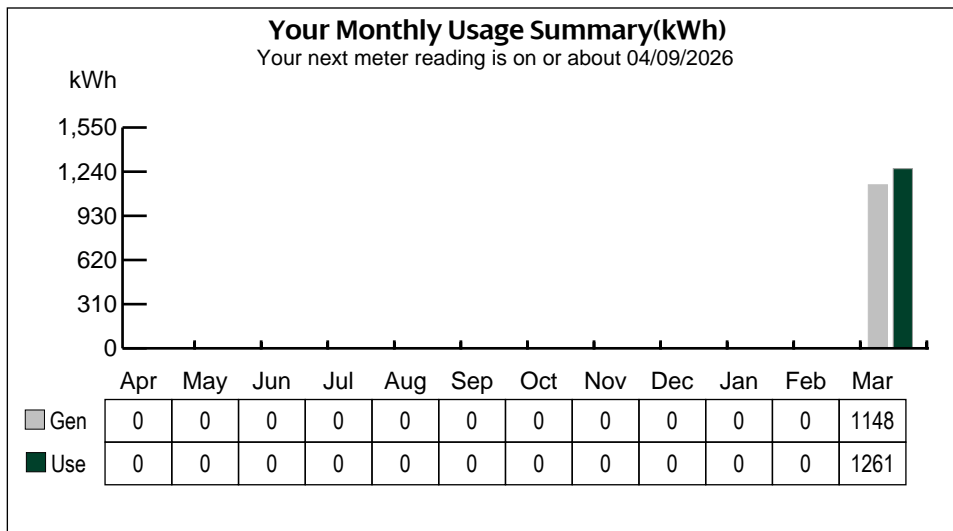 Your Monthly Usage Summary(kWh)
Your next meter reading is on or about 04/09/2026
kWh
1,550
1,240
930
620
310
0
Apr May Jun Jul Aug Sep Oct Nov Dec Jan Feb Mar
Gen 0 0 0 0 0 0 0 0 0 0 0 1148
Use 0 0 0 0 0 0 0 0 0 0 0 1261